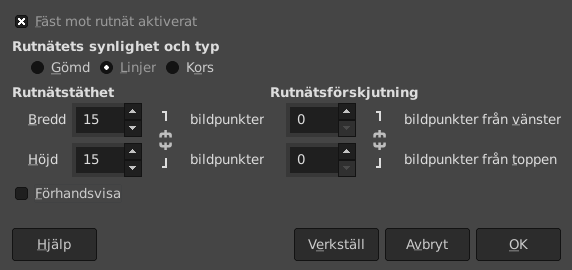 Fäst mot rutnät aktiverat
Rutnätets synlighet och typ
Gömd Linjer Kors
Rutnätstäthet Rutnätsförskjutning
Bredd 15 bildpunkter 0 bildpunkter från vänster
Höjd 15 bildpunkter 0 bildpunkter från toppen
Förhandsvisa
Hjälp Verkställ Avbryt OK